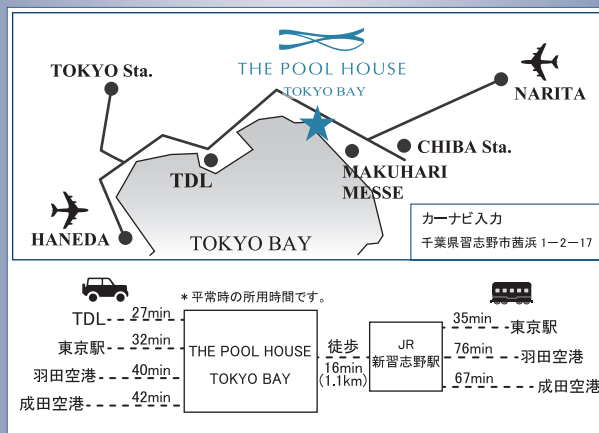 THE POOL HOUSE
TOKYO BAY
TOKYO Sta.
NARITA
CHIBA Sta.
MAKUHARI
MESSE
TDL
HANEDA
TOKYO BAY
カーナビ入力
千葉県習志野市茜浜 1－2－17
*平常時の所用時間です。
TDL 27min
東京駅 32min
羽田空港 40min
成田空港 42min
THE POOL HOUSE
TOKYO BAY
徒歩
16min
(1.1km)
JR
新習志野駅
35min 東京駅
76min 羽田空港
67min 成田空港